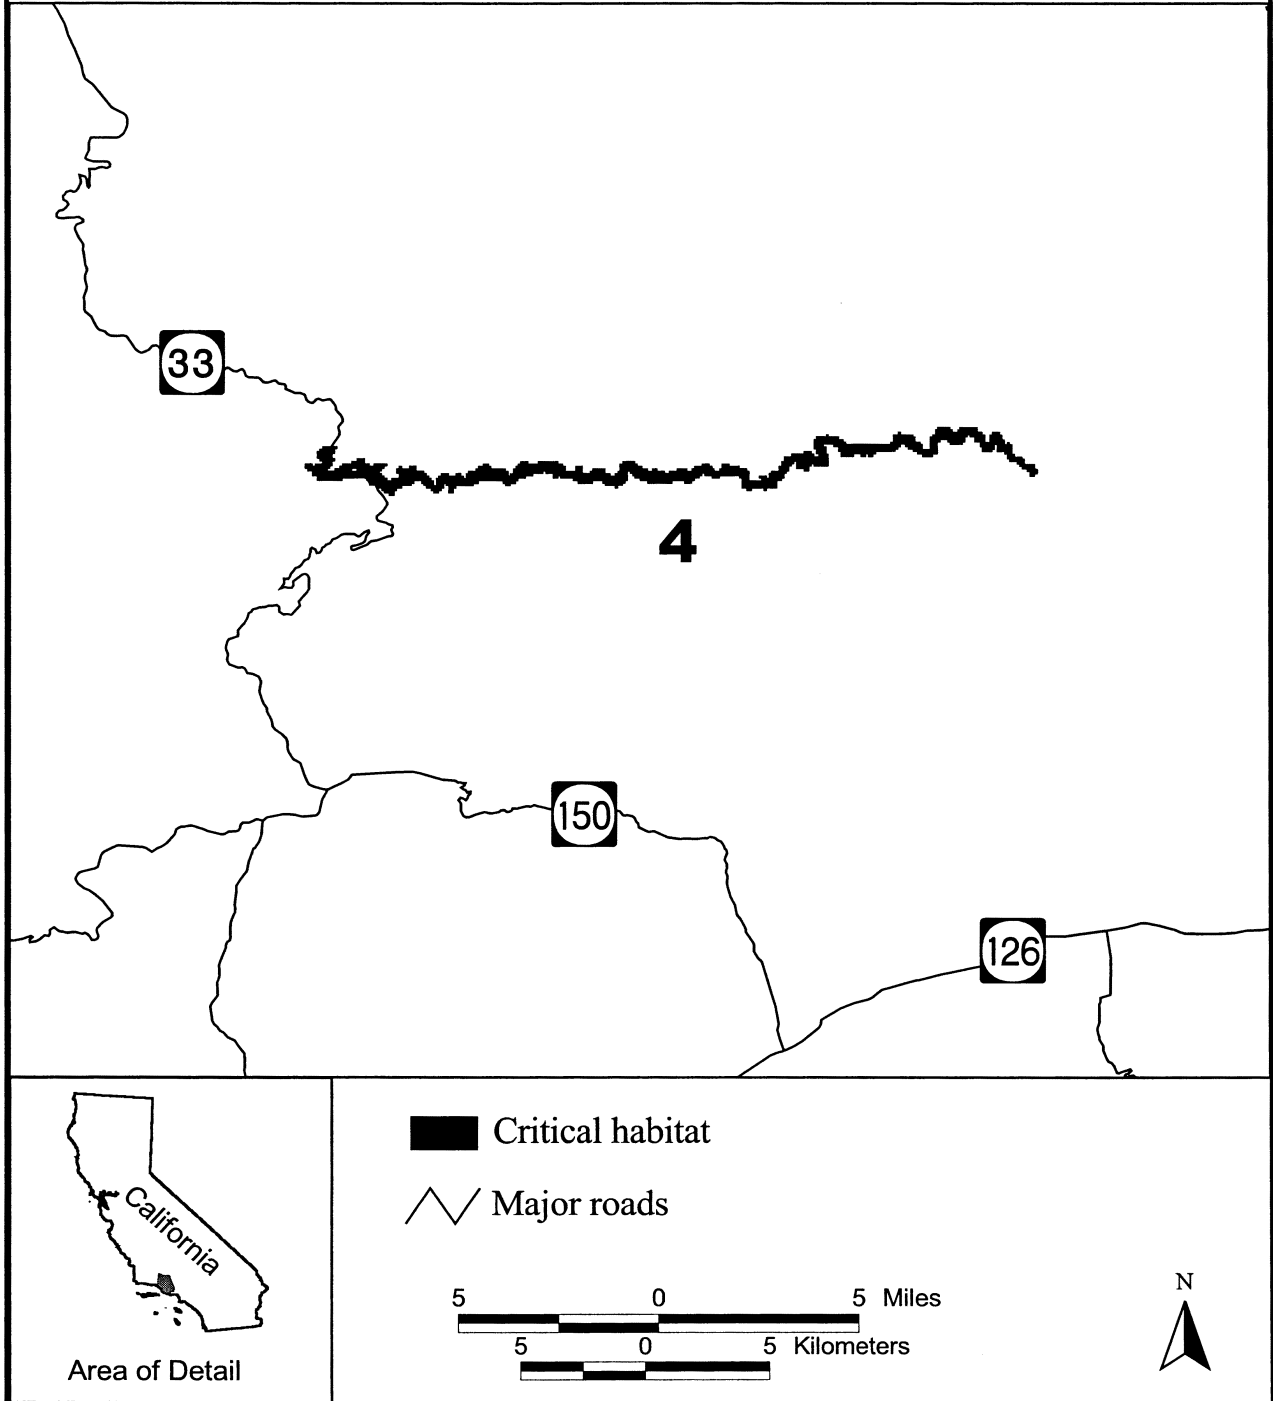 33
4
150
126
California
Area of Detail
Critical habitat
Major roads
5 0 5 Miles
5 0 5 Kilometers
N